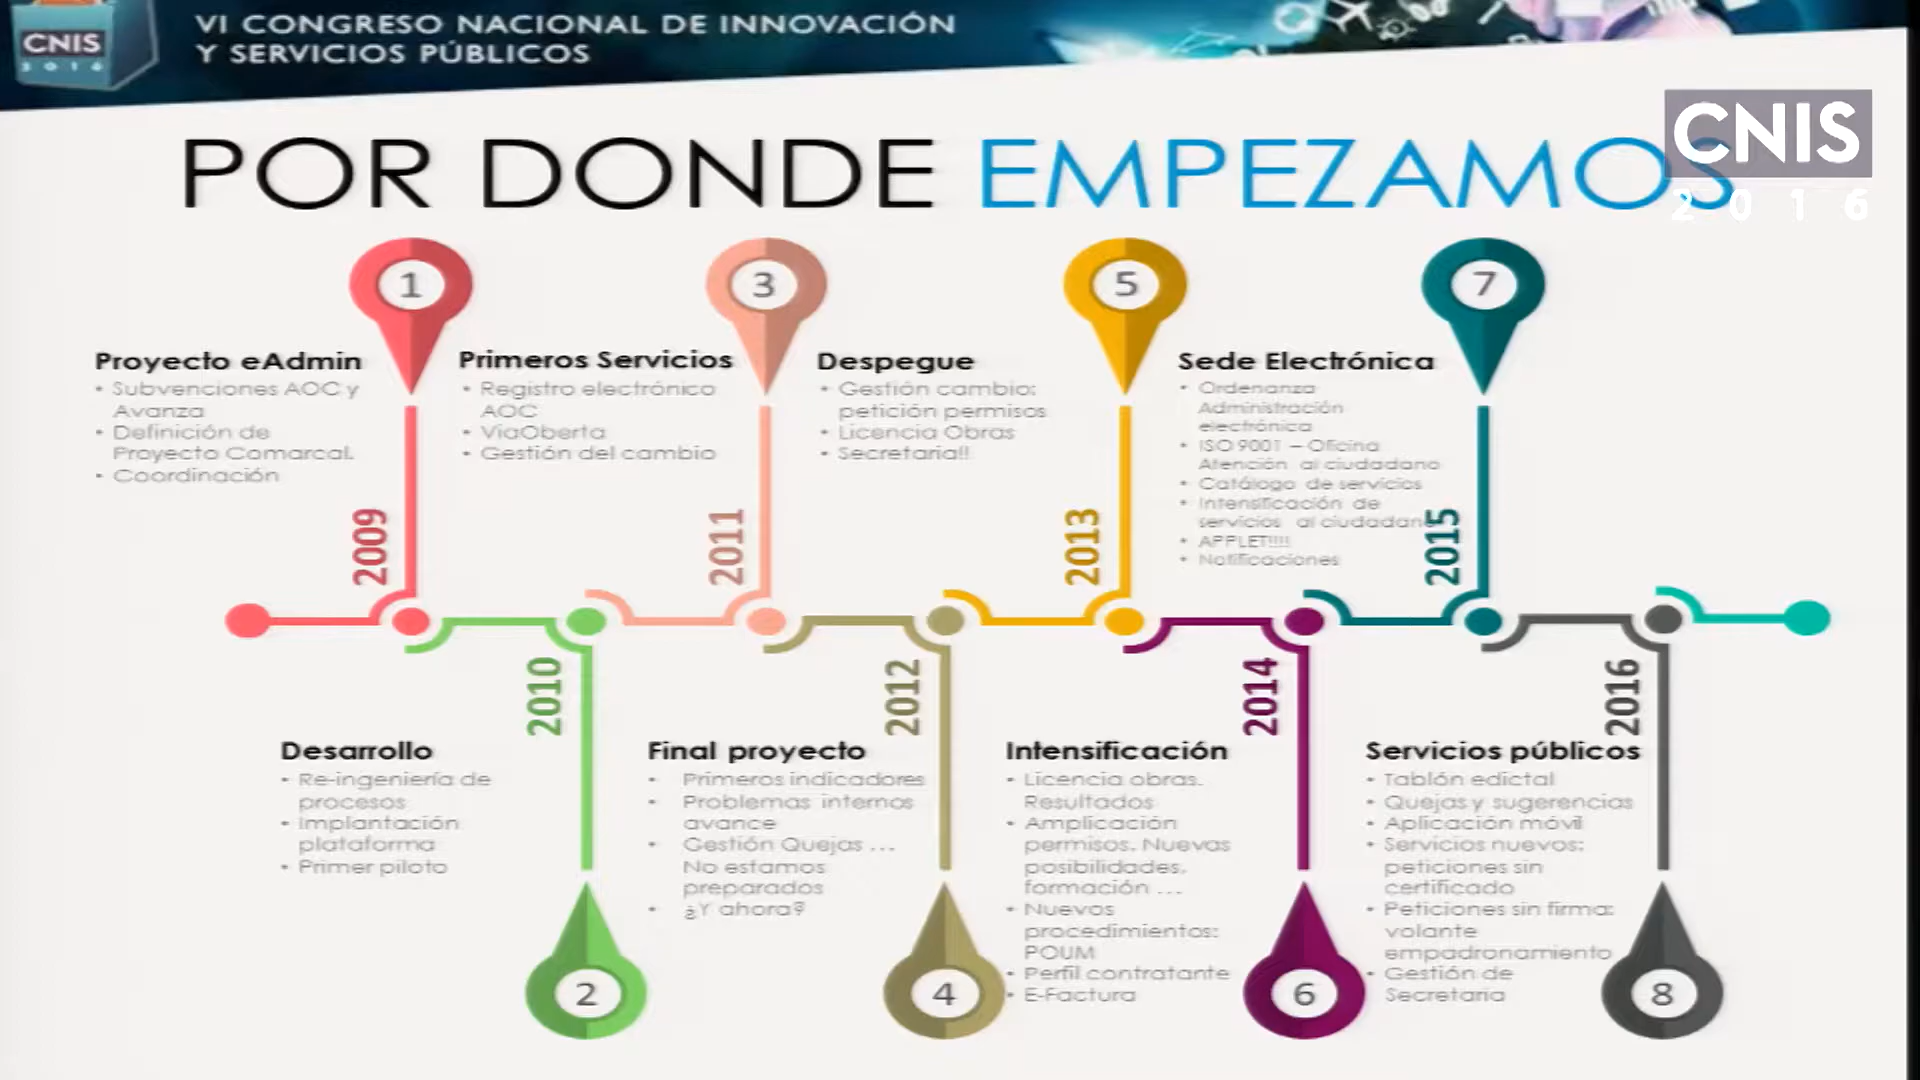 CNIS
2016
VI CONGRESO NACIONAL DE INNOVACIÓN
Y SERVICIOS PÚBLICOS
CNIS
2016
POR DONDE EMPEZAMOS
1
Proyecto eAdmin
• Subvenciones AOC y
Avanza
• Definición de
Proyecto Comarcal.
• Coordinación
2009
3
Primeros Servicios
• Registro electrónico
AOC
• ViaOberta
• Gestión del cambio
2011
5
Despegue
• Gestión cambio:
petición permisos
• Licencia Obras
• Secretaria!!
2013
7
Sede Electrónica
• Ordenanza
Administración
electrónica
• ISO 9001 – Oficina
Atención al ciudadano
• Catálogo de servicios
• Intensificación de
servicios al ciudadano
• APPLET!!!!
• Notificaciones
2015
2010
Desarrollo
• Re-ingeniería de
procesos
• Implantación
plataforma
• Primer piloto
2
2012
Final proyecto
• Primeros indicadores
• Problemas internos
avance
• Gestión Quejas ...
No estamos
preparados
• ¿Y ahora?
4
2014
Intensificación
• Licencia obras.
Resultados
• Amplicación
permisos. Nuevas
posibilidades,
formación ...
• Nuevos
procedimientos:
POUM
• Perfil contratante
• E-Factura
6
2016
Servicios públicos
• Tablón edictal
• Quejas y sugerencias
• Aplicación móvil
• Servicios nuevos:
peticiones sin
certificado
• Peticiones sin firma:
volante
empadronamiento
• Gestión de
Secretaria
8